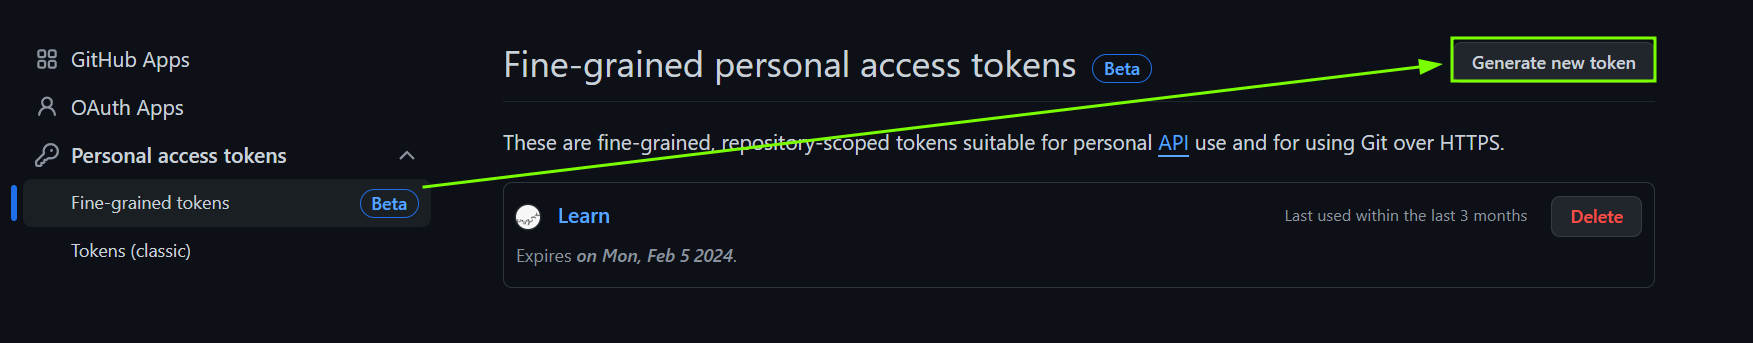 GitHub Apps
OAuth Apps
Personal access tokens
Fine-grained tokens Beta
Tokens (classic)
Fine-grained personal access tokens Beta
Generate new token
These are fine-grained, repository-scoped tokens suitable for personal API use and for using Git over HTTPS.
Learn
Last used within the last 3 months
Delete
Expires on Mon, Feb 5 2024.